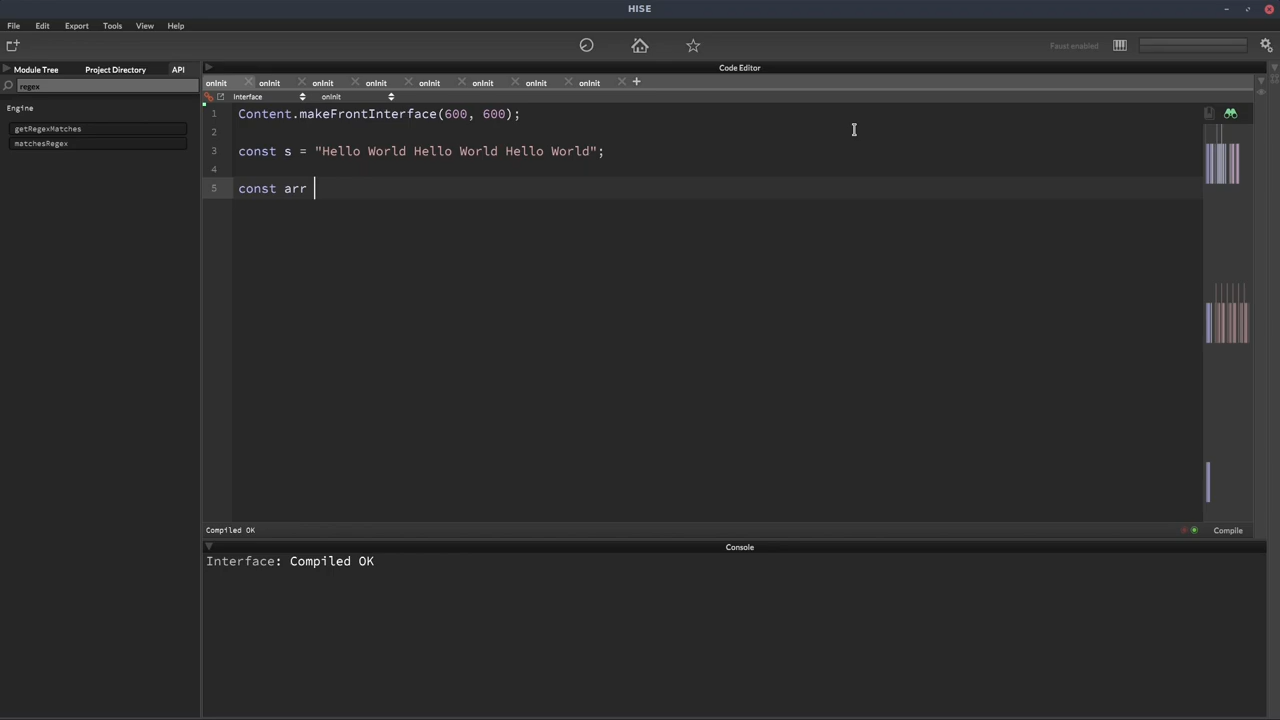 HISE
File Edit Export Tools View Help
Faust enabled
Module Tree Project Directory API
Code Editor
regex
onInit onInit onInit onInit onInit onInit onInit onInit
Interface onInit
Engine
getRegexMatches
matchesRegex
1 Content.makeFrontInterface(600, 600);
2
3 const s = "Hello World Hello World Hello World";
4
5 const arr
Compiled OK Compile
Console
Interface: Compiled OK